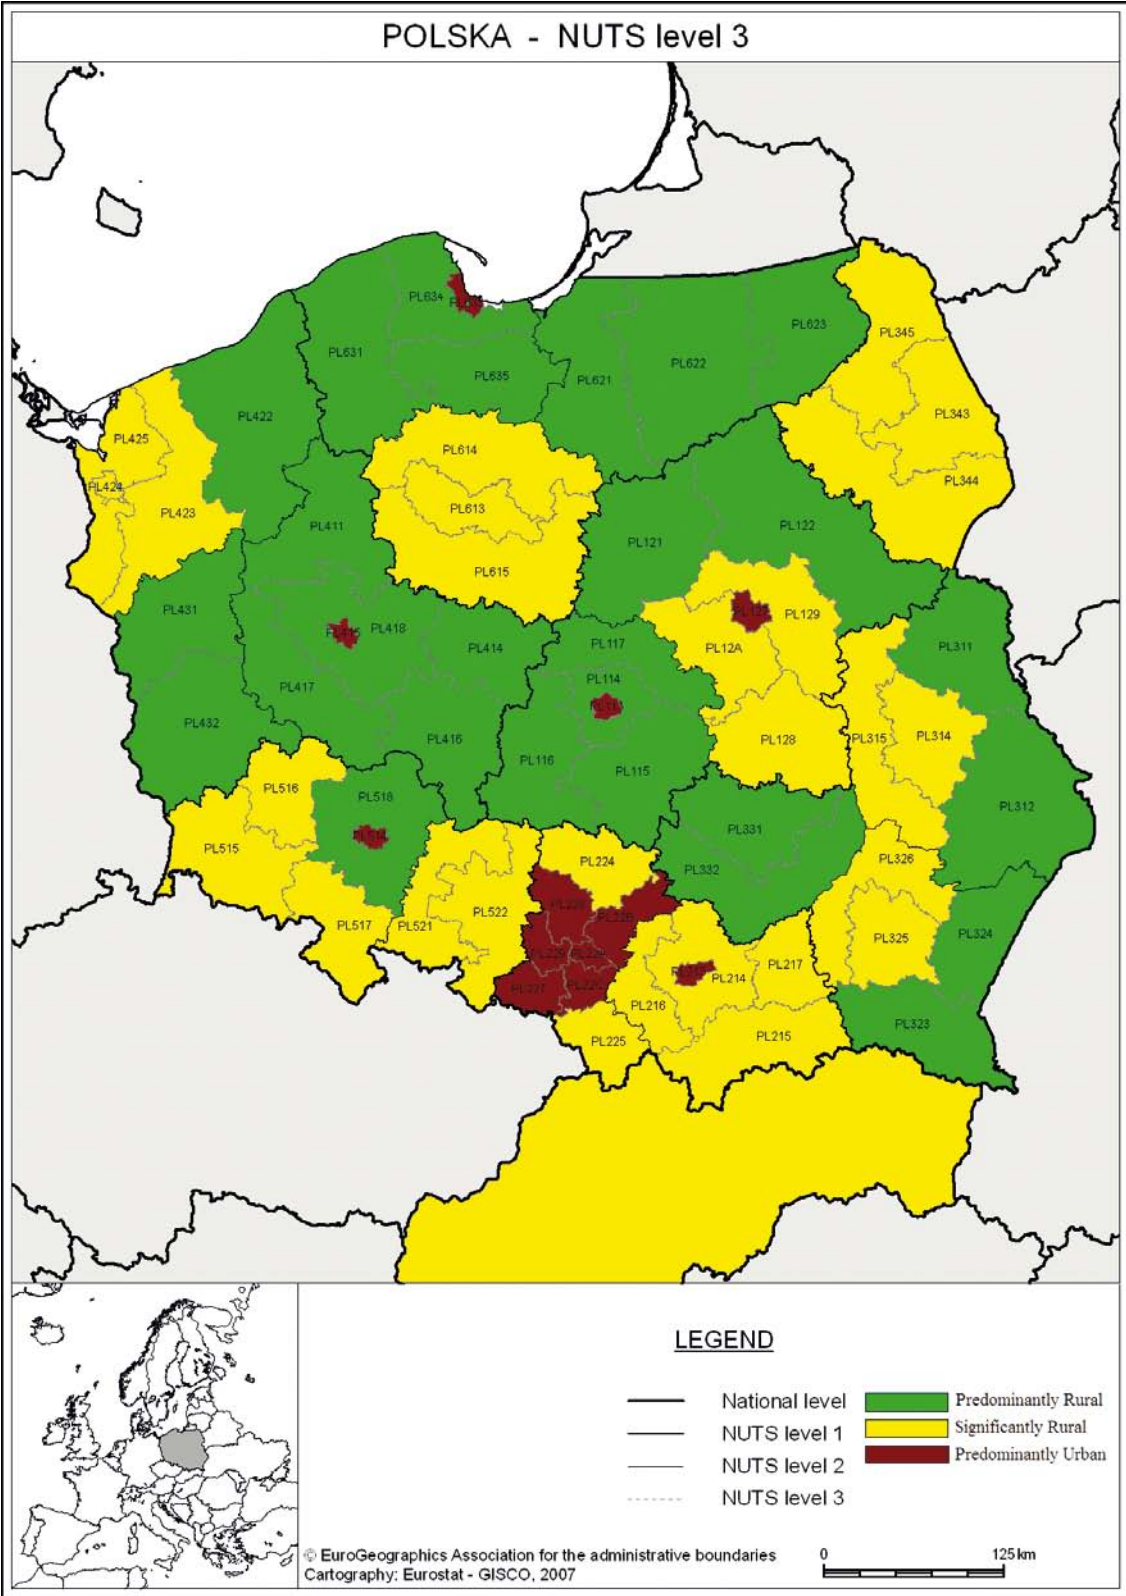 POLSKA - NUTS level 3
PL634
PL623
PL345
PL631
PL622
PL635
PL621
PL343
PL422
PL425
PL614
PL344
PL424
PL423
PL613
PL411
PL122
PL121
PL615
PL431
PL129
PL418
PL117
PL12A
PL414
PL311
PL114
PL417
PL432
PL314
PL315
PL416
PL128
PL116
PL115
PL516
PL518
PL312
PL331
PL515
PL224
PL326
PL332
PL522
PL517
PL521
PL324
PL325
PL217
PL214
PL227
PL216
PL323
PL215
PL225
LEGEND
National level
Predominantly Rural
NUTS level 1
Significantly Rural
NUTS level 2
Predominantly Urban
NUTS level 3
© EuroGeographics Association for the administrative boundaries
Cartography: Eurostat - GISCO, 2007
0 125 km